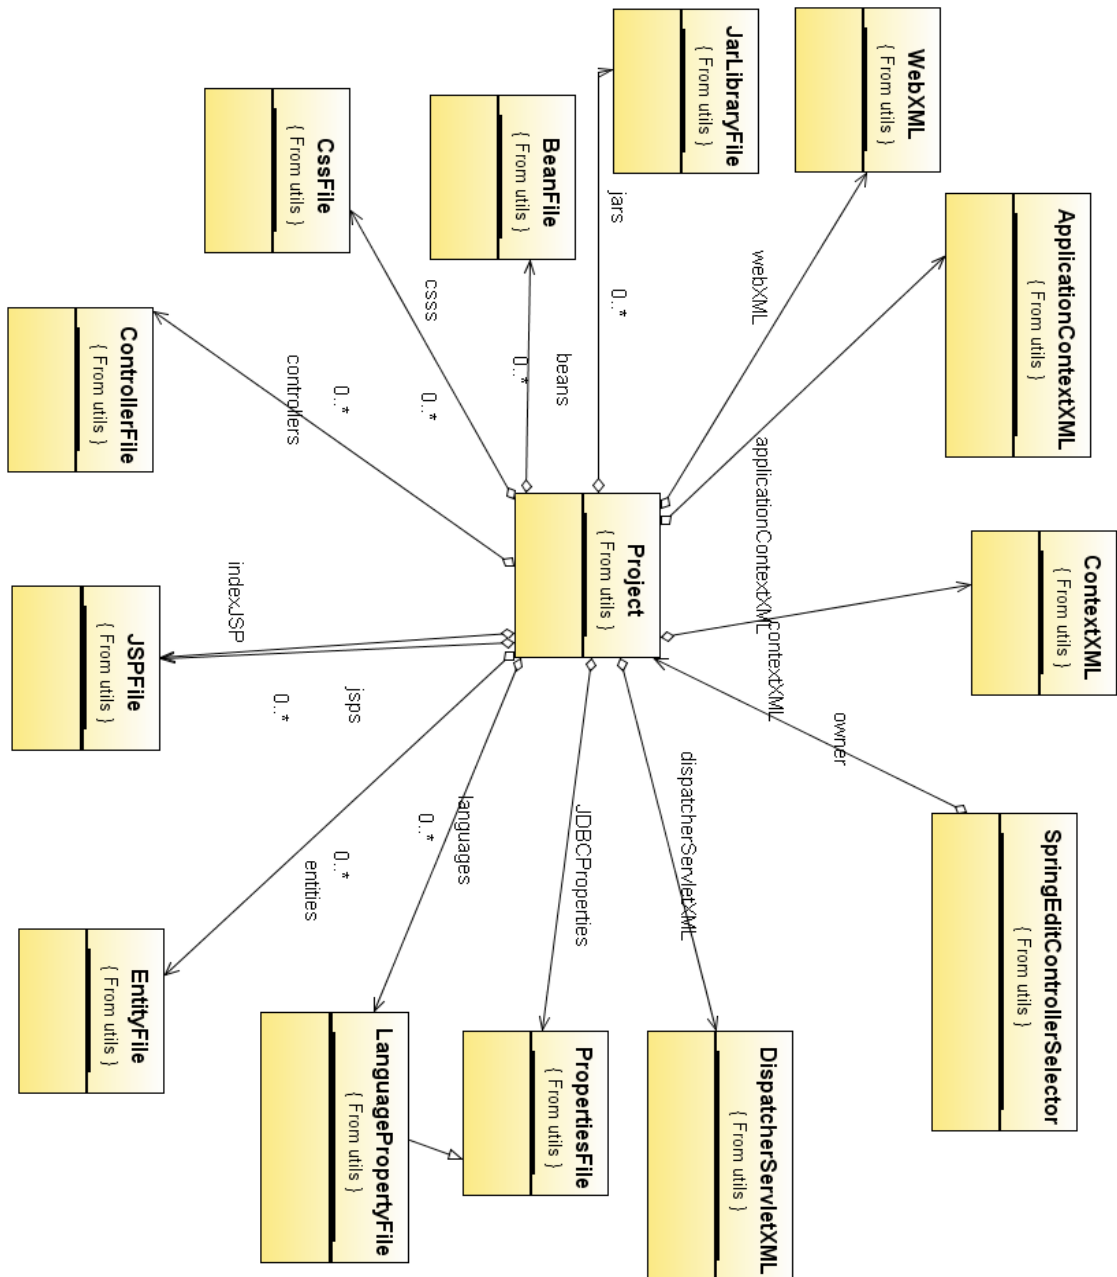 WebXML
{ From utils }
JarLibraryFile
{ From utils }
BeanFile
{ From utils }
CssFile
{ From utils }
ControllerFile
{ From utils }
ApplicationContextXML
{ From utils }
ContextXML
{ From utils }
Project
{ From utils }
JSPFile
{ From utils }
EntityFile
{ From utils }
LanguagePropertyFile
{ From utils }
PropertiesFile
{ From utils }
DispatcherServletXML
{ From utils }
SpringEditControllerSelector
{ From utils }
webXML
applicationContextXML
contextXML
owner
jars
0..*
beans
0..*
csss
0..*
controllers
0..*
indexJSP
jsps
0..*
entities
0..*
languages
0..*
JDBCProperties
dispatcherServletXML